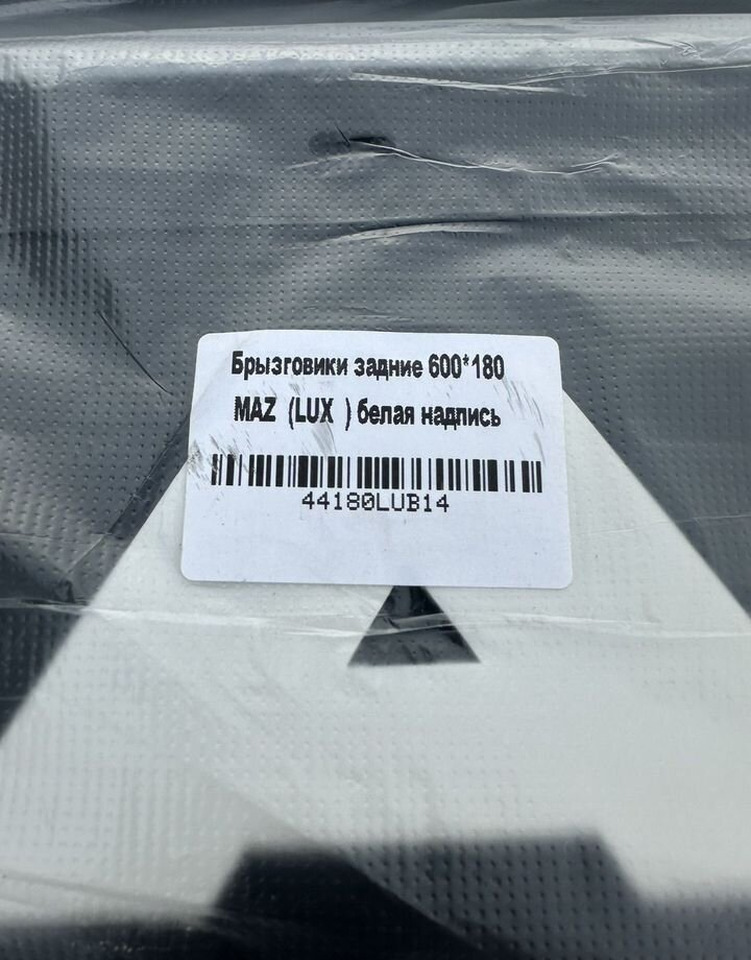 Брызговики задние 600*180
MAZ (LUX ) белая надпись
44180LUB14